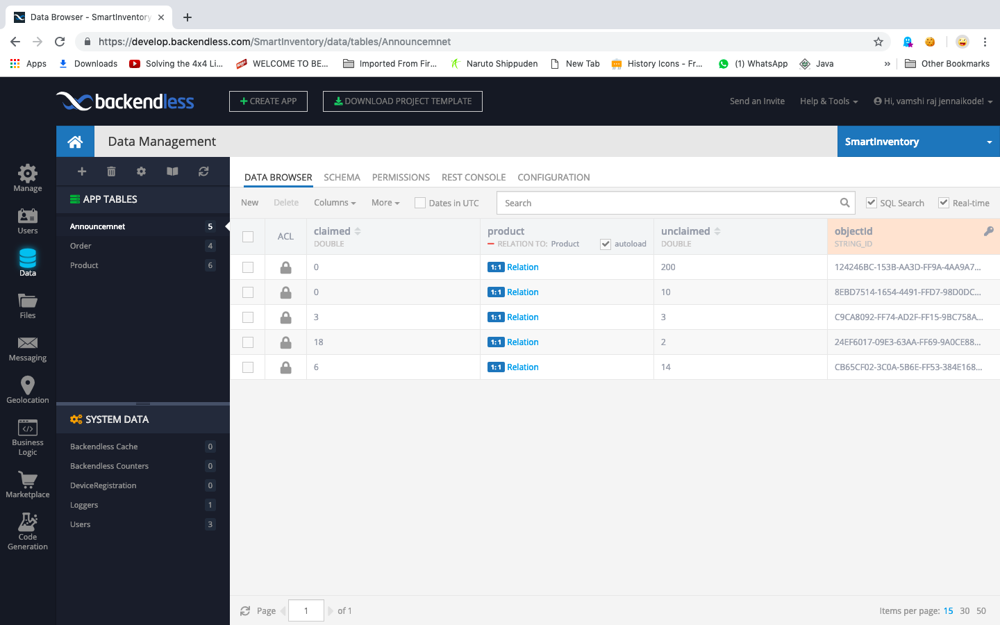 Data Browser - SmartInventory
https://develop.backendless.com/SmartInventory/data/tables/Announcemnet
Apps Downloads Solving the 4x4 Li... WELCOME TO BE... Imported From Fir... Naruto Shippuden New Tab History Icons - Fr... (1) WhatsApp Java » Other Bookmarks
backendless CREATE APP DOWNLOAD PROJECT TEMPLATE Send an Invite Help & Tools Hi, vamshi raj jennaikode!
Data Management SmartInventory
Manage
Users
Data
Files
Messaging
Geolocation
Business
Logic
Marketplace
Code
Generation
APP TABLES
Announcemnet 5
Order 4
Product 6
SYSTEM DATA
Backendless Cache 0
Backendless Counters 0
DeviceRegistration 0
Loggers 1
Users 3
DATA BROWSER SCHEMA PERMISSIONS REST CONSOLE CONFIGURATION
New Delete Columns More Dates in UTC Search SQL Search Real-time
ACL claimed product unclaimed objectId
DOUBLE RELATION TO: Product autoload DOUBLE STRING_ID
0 1:1 Relation 200 124246BC-153B-AA3D-FF9A-4AA9A7...
0 1:1 Relation 10 8EBD7514-1654-4491-FFD7-98D0DC...
3 1:1 Relation 3 C9CA8092-FF74-AD2F-FF15-9BC758A...
18 1:1 Relation 2 24EF6017-09E3-63AA-FF69-9A0CE88...
6 1:1 Relation 14 CB65CF02-3C0A-5B6E-FF53-384E168...
Page 1 of 1 Items per page: 15 30 50